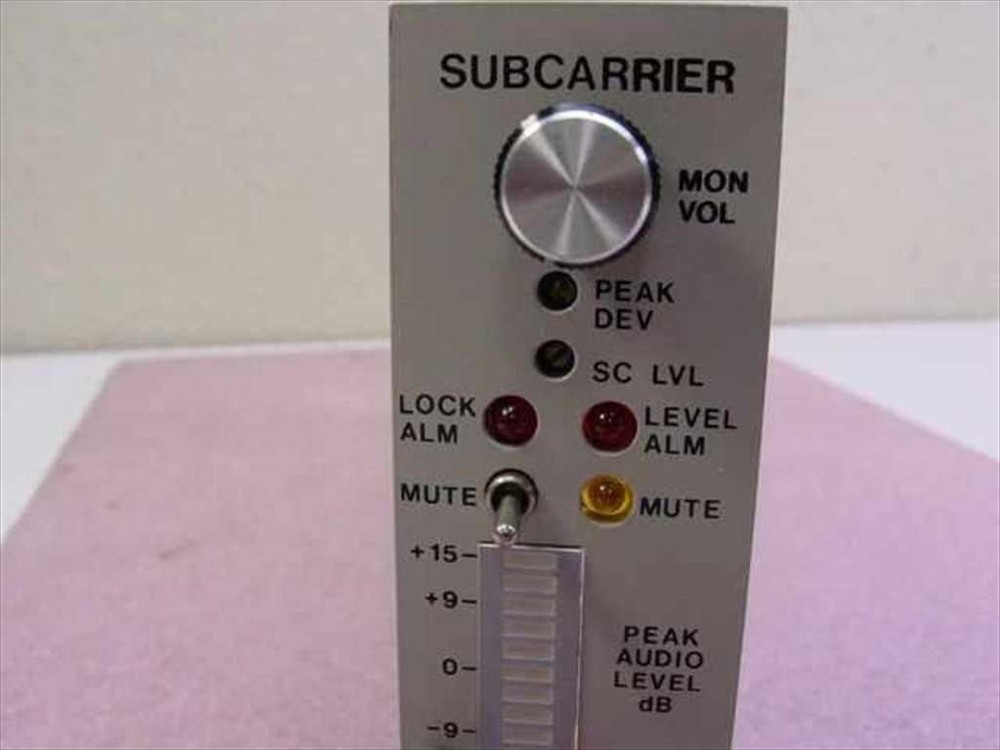 SUBCARRIER
MON
VOL
PEAK
DEV
SC LVL
LOCK
ALM
LEVEL
ALM
MUTE
MUTE
+15-
+9-
0-
-9-
PEAK
AUDIO
LEVEL
dB